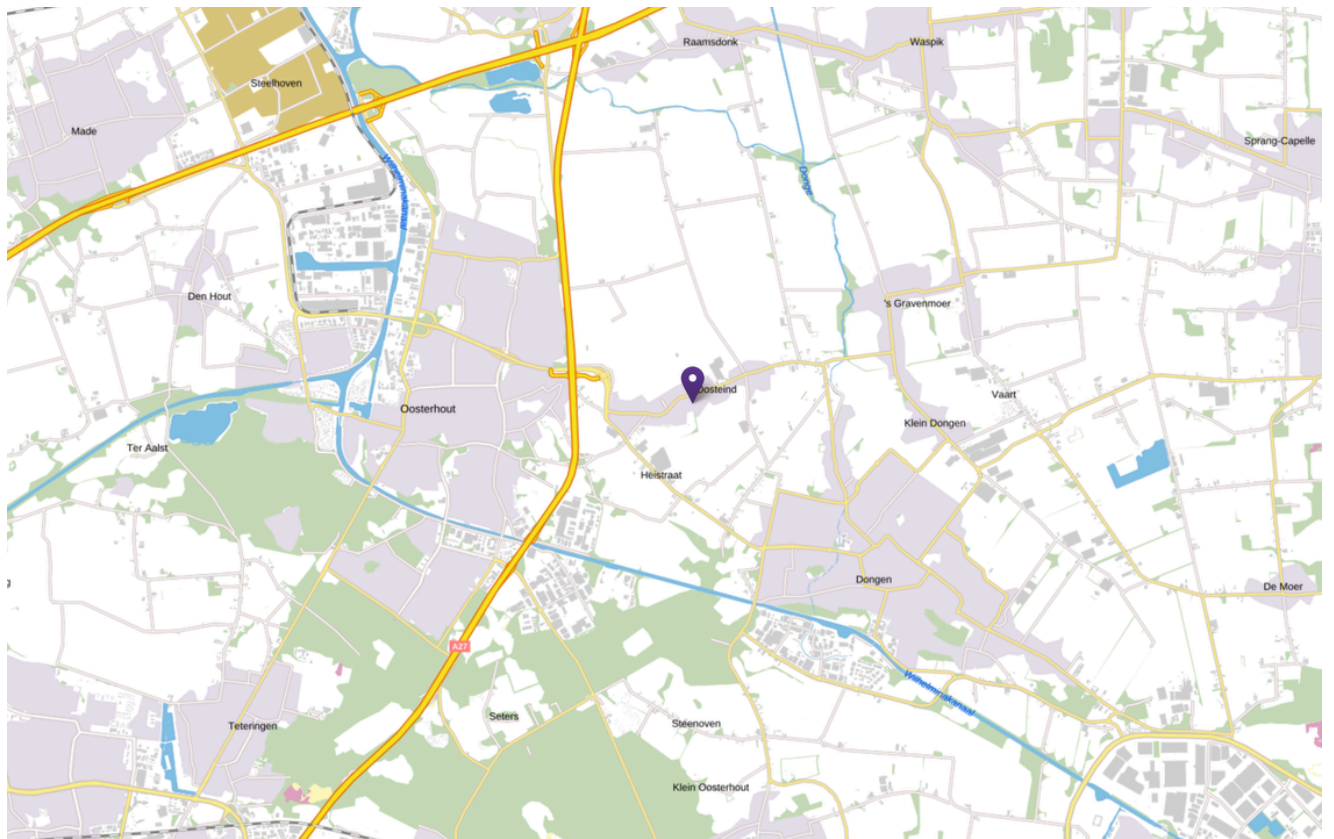 Raamsdonk
Waspik
Steelhoven
Made
Sprang-Capelle
Wilhelminakanaal
Donge
Den Hout
's Gravenmoer
Oosteind
Vaart
Oosterhout
Klein Dongen
Ter Aalst
Heistraat
g
Dongen
De Moer
A27
Wilhelminakanaal
Seters
Steenoven
Teteringen
Klein Oosterhout